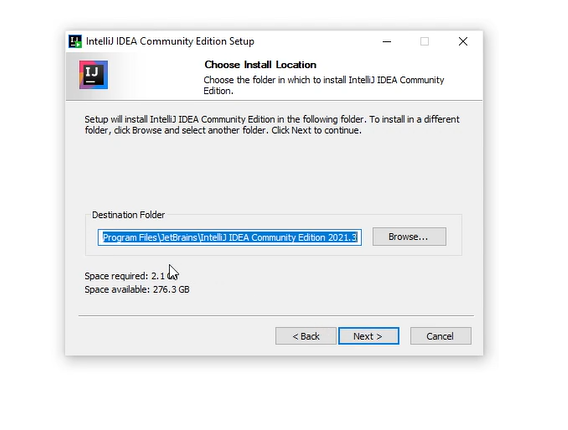 IntelliJ IDEA Community Edition Setup
IJ
Choose Install Location
Choose the folder in which to install IntelliJ IDEA Community
Edition.
Setup will install IntelliJ IDEA Community Edition in the following folder. To install in a different
folder, click Browse and select another folder. Click Next to continue.
Destination Folder
Program Files\JetBrains\IntelliJ IDEA Community Edition 2021.3
Browse...
Space required: 2.1
Space available: 276.3 GB
< Back
Next >
Cancel